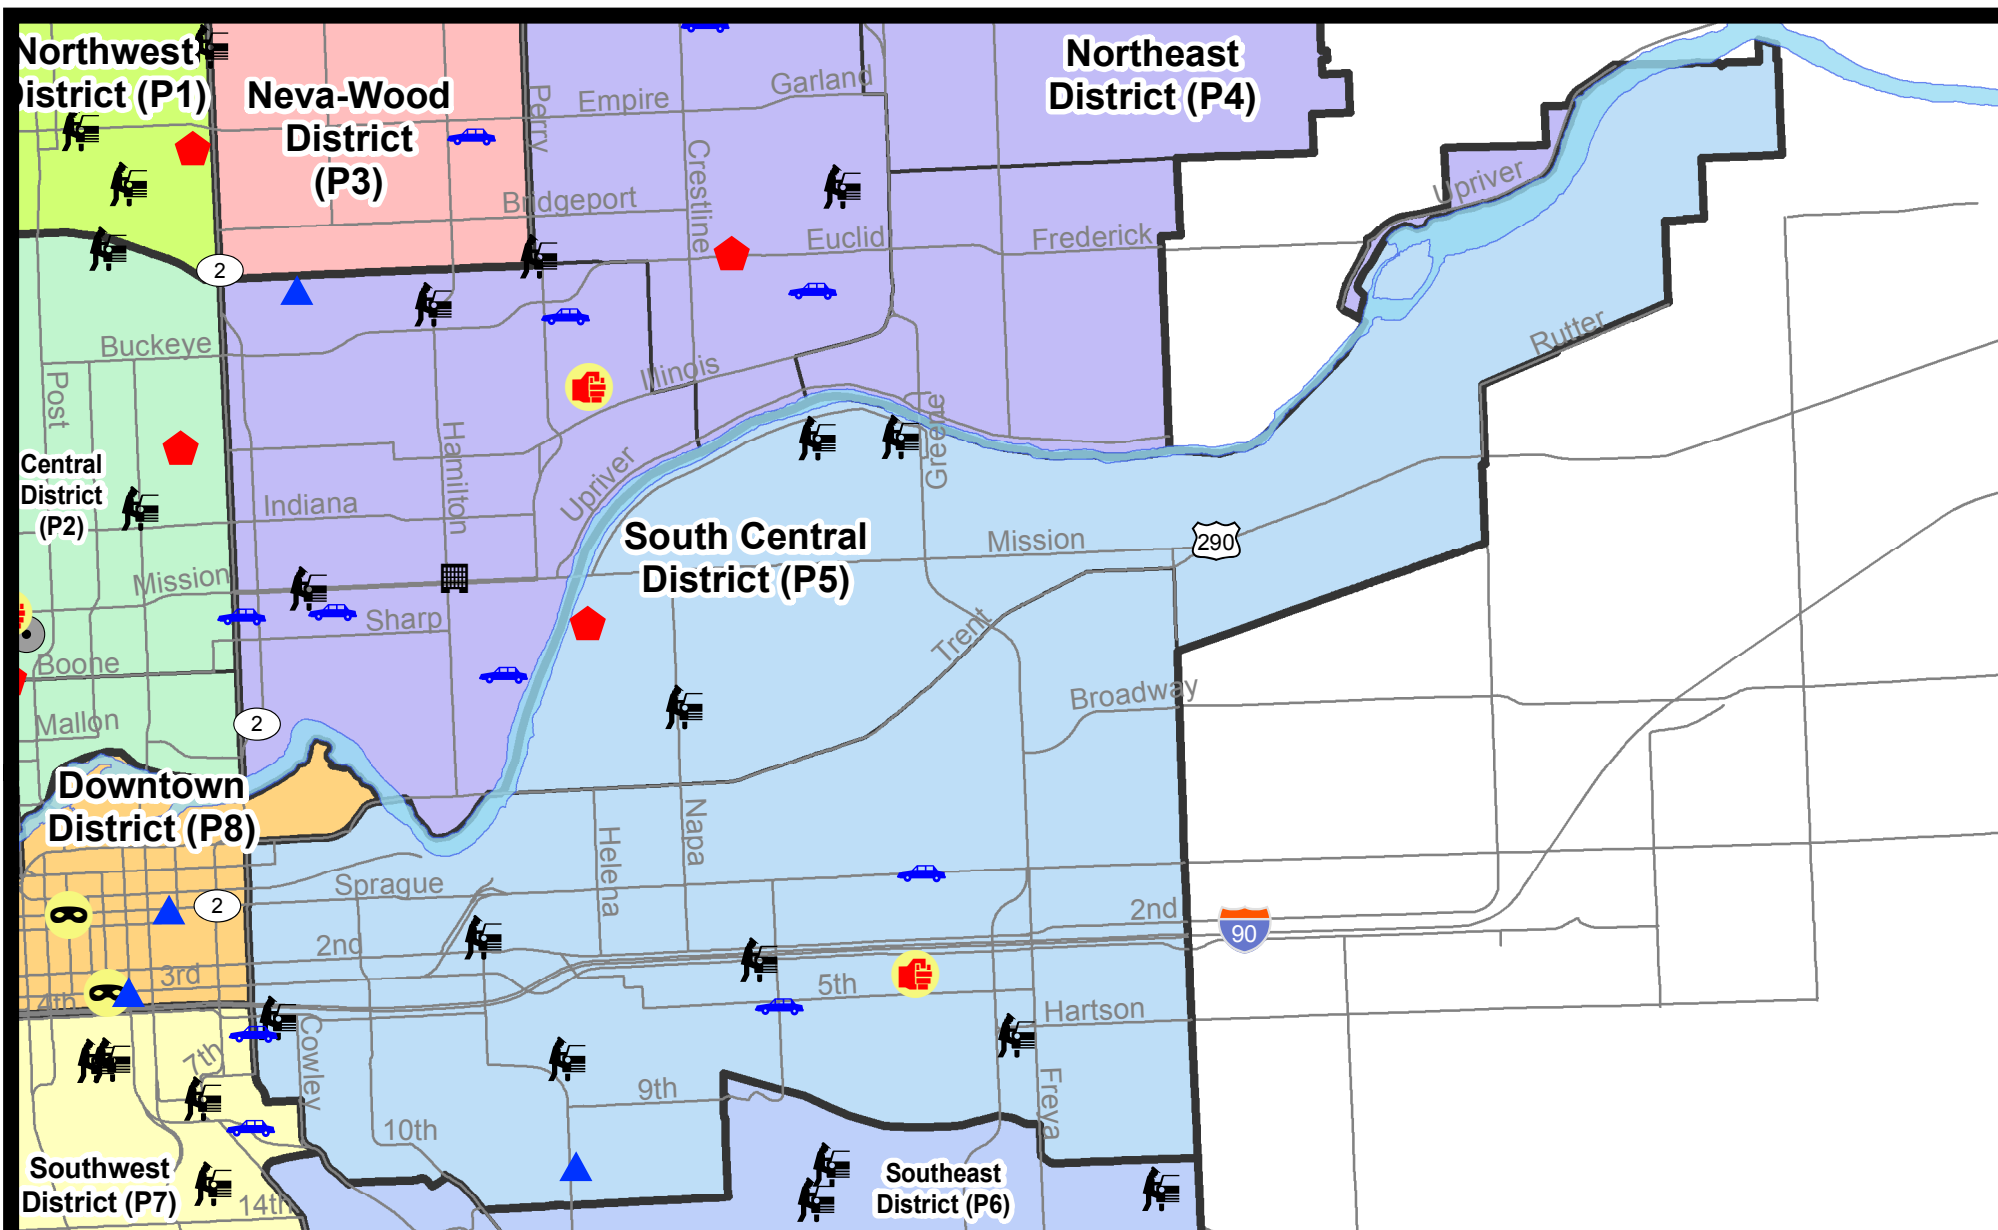 Northwest
District (P1)
Neva-Wood
District
(P3)
Northeast
District (P4)
Garland
Empire
Perry
Crestline
Bridgeport
Euclid
Frederick
Upriver
2
Buckeye
Post
Illinois
Rutter
Hamilton
Greene
Central
District
(P2)
Indiana
Upriver
South Central
District (P5)
Mission
290
Mission
Sharp
Trent
Boone
Broadway
Mallon
2
Downtown
District (P8)
Helena
Napa
Sprague
2
2nd
2nd
90
3rd
4th
5th
Hartson
Cowley
7th
9th
Freya
10th
Southwest
District (P7)
14th
Southeast
District (P6)